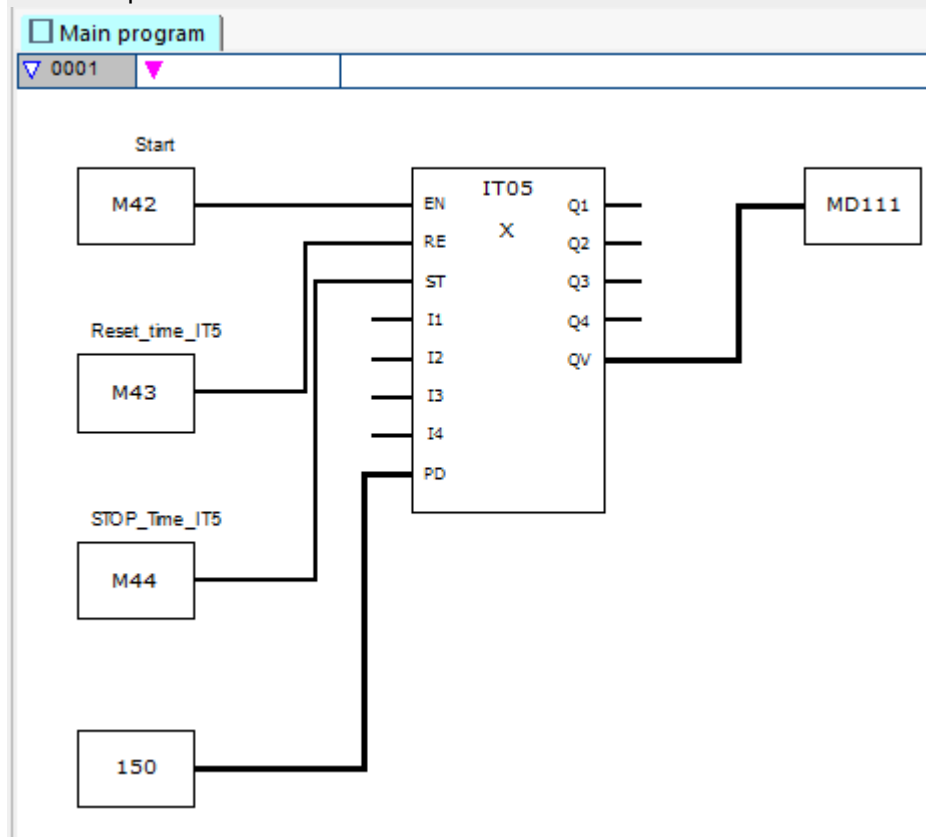 Main program
0001
Start
M42
IT05
X
EN
RE
ST
I1
I2
I3
I4
PD
Q1
Q2
Q3
Q4
QV
MD111
Reset_time_IT5
M43
STOP_Time_IT5
M44
150